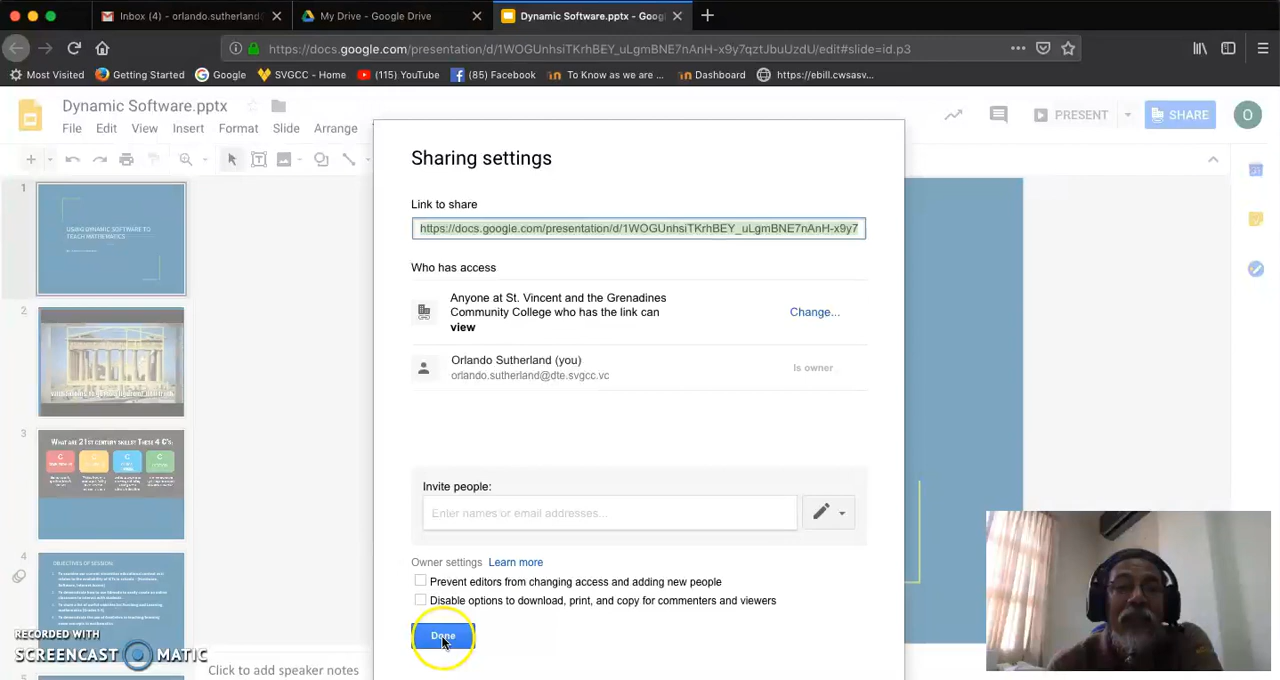 Inbox (4) - orlando.sutherland@
My Drive - Google Drive
Dynamic Software.pptx - Goog
https://docs.google.com/presentation/d/1WOGUnhsiTKrhBEY_uLgmBNE7nAnH-x9y7qztJbuUzdU/edit#slide=id.p3
Most Visited
Getting Started
Google
SVGCC - Home
(115) YouTube
(85) Facebook
To Know as we are ...
Dashboard
https://ebill.cwsasv...
Dynamic Software.pptx
File Edit View Insert Format Slide Arrange
PRESENT
SHARE
O
Sharing settings
Link to share
https://docs.google.com/presentation/d/1WOGUnhsiTKrhBEY_uLgmBNE7nAnH-x9y7
Who has access
Anyone at St. Vincent and the Grenadines
Community College who has the link can
view
Change...
Orlando Sutherland (you)
orlando.sutherland@dte.svgcc.vc
Is owner
Invite people:
Enter names or email addresses...
Owner settings Learn more
Prevent editors from changing access and adding new people
Disable options to download, print, and copy for commenters and viewers
Done
1
USING DYNAMIC SOFTWARE TO
TEACH MATHEMATICS
2
3
WHAT ARE 21ST CENTURY SKILLS? THESE 4 C'S.
C C C C
4
OBJECTIVES OF SESSION
RECORDED WITH
SCREENCAST MATIC
Click to add speaker notes